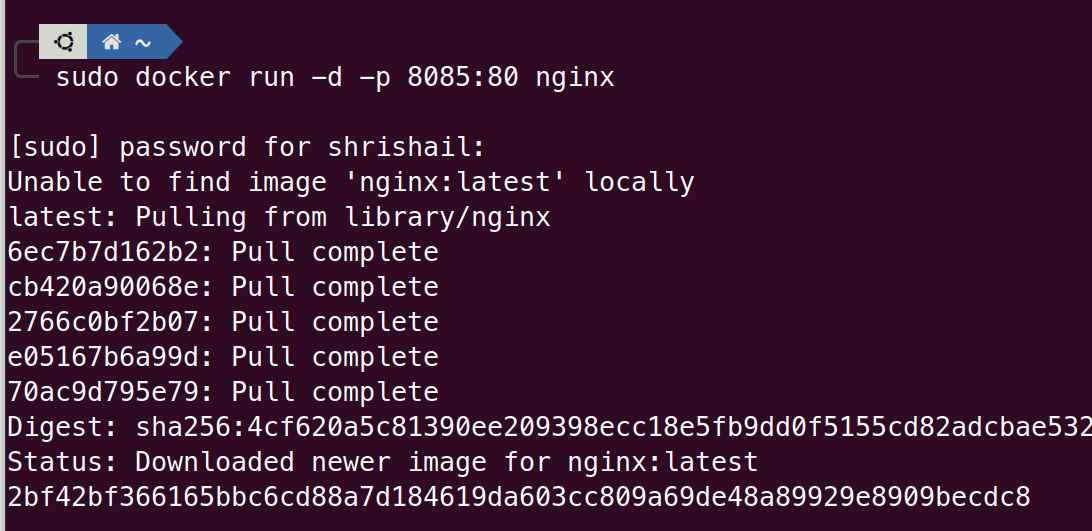 ~
sudo docker run -d -p 8085:80 nginx
[sudo] password for shrishail:
Unable to find image 'nginx:latest' locally
latest: Pulling from library/nginx
6ec7b7d162b2: Pull complete
cb420a90068e: Pull complete
2766c0bf2b07: Pull complete
e05167b6a99d: Pull complete
70ac9d795e79: Pull complete
Digest: sha256:4cf620a5c81390ee209398ecc18e5fb9dd0f5155cd82adcbae532
Status: Downloaded newer image for nginx:latest
2bf42bf366165bbc6cd88a7d184619da603cc809a69de48a89929e8909becdc8